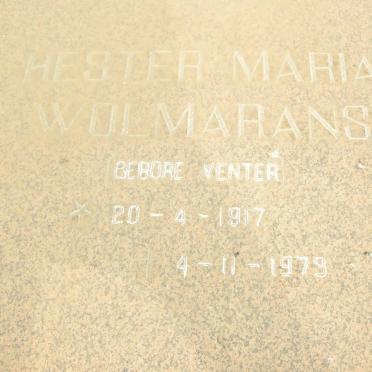 HESTER MARIA
WOLMARANS
(GEBORE VENTER)
* 20 - 4 - 1917
† 4 - 11 - 1979